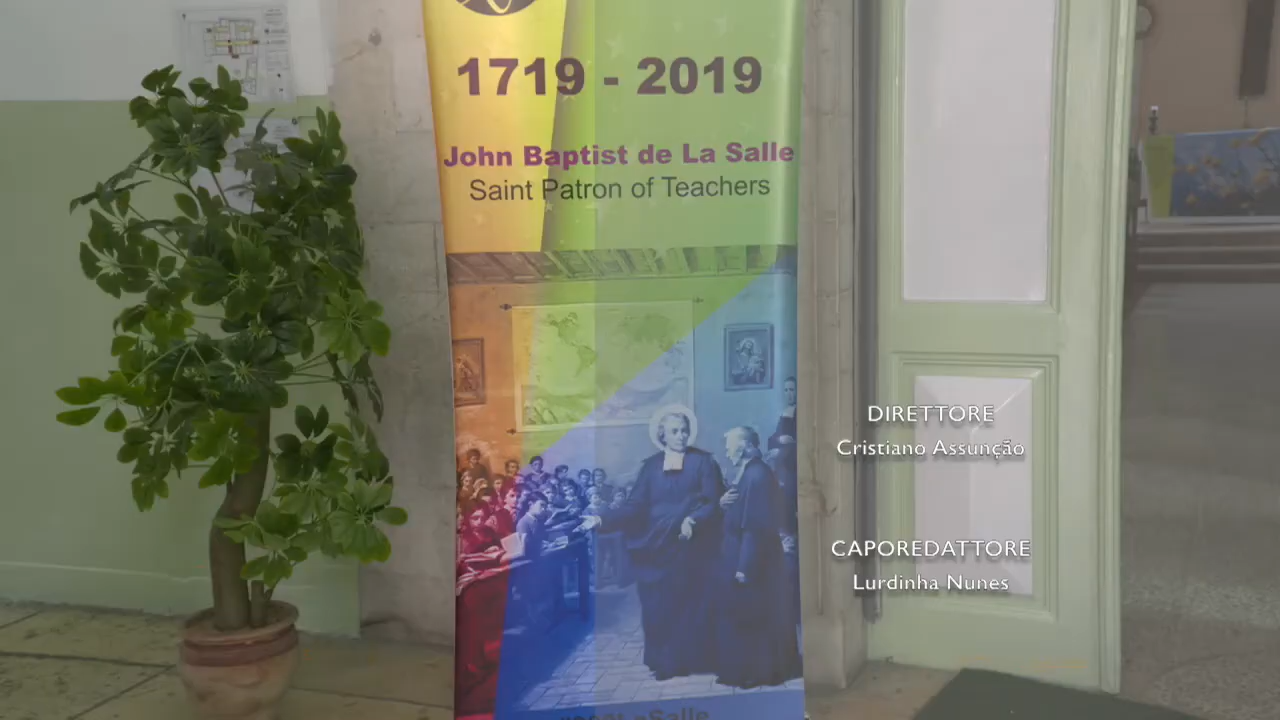 1719 - 2019
John Baptist de La Salle
Saint Patron of Teachers
DIRETTORE
Cristiano Assunção
CAPOREDATTORE
Lurdinha Nunes